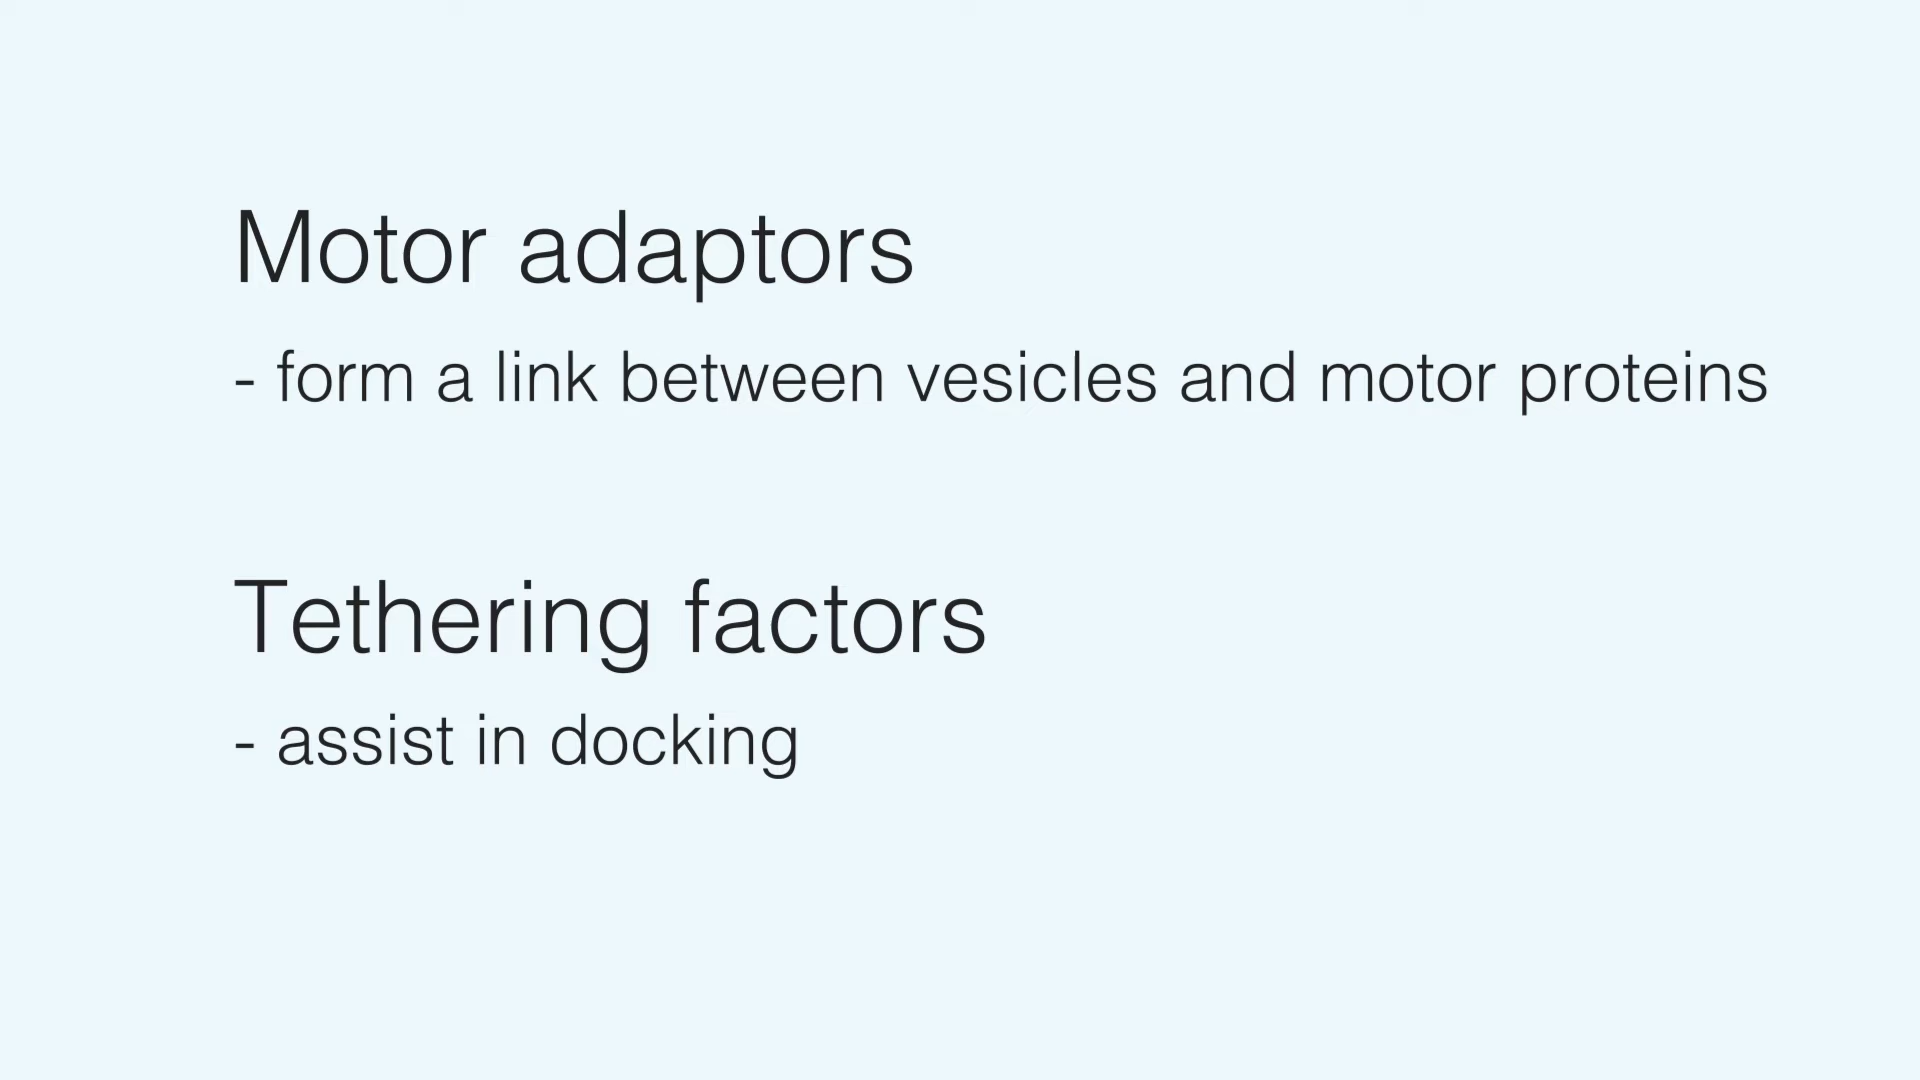 Motor adaptors
- form a link between vesicles and motor proteins
Tethering factors
- assist in docking